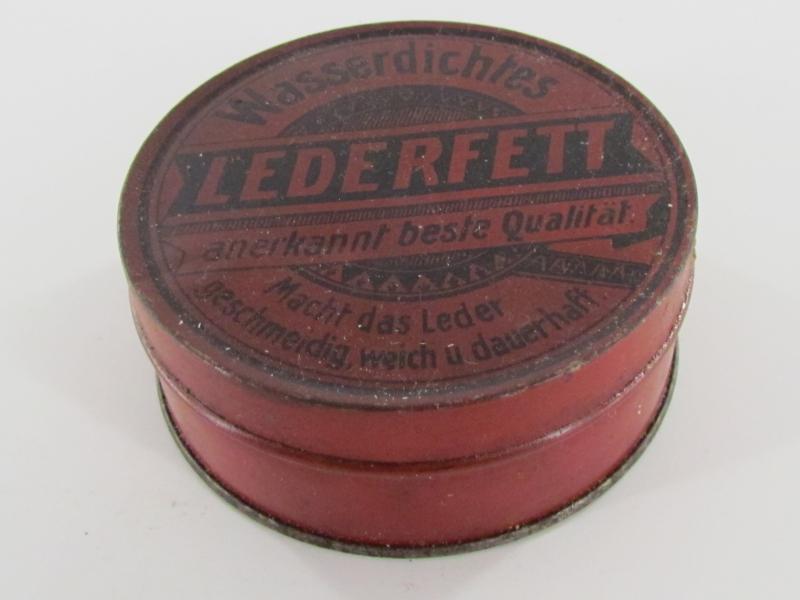 Wasserdichtes
LEDERFETT
anerkannt beste Qualität.
Macht das Leder
geschmeidig, weich u dauerhaft.